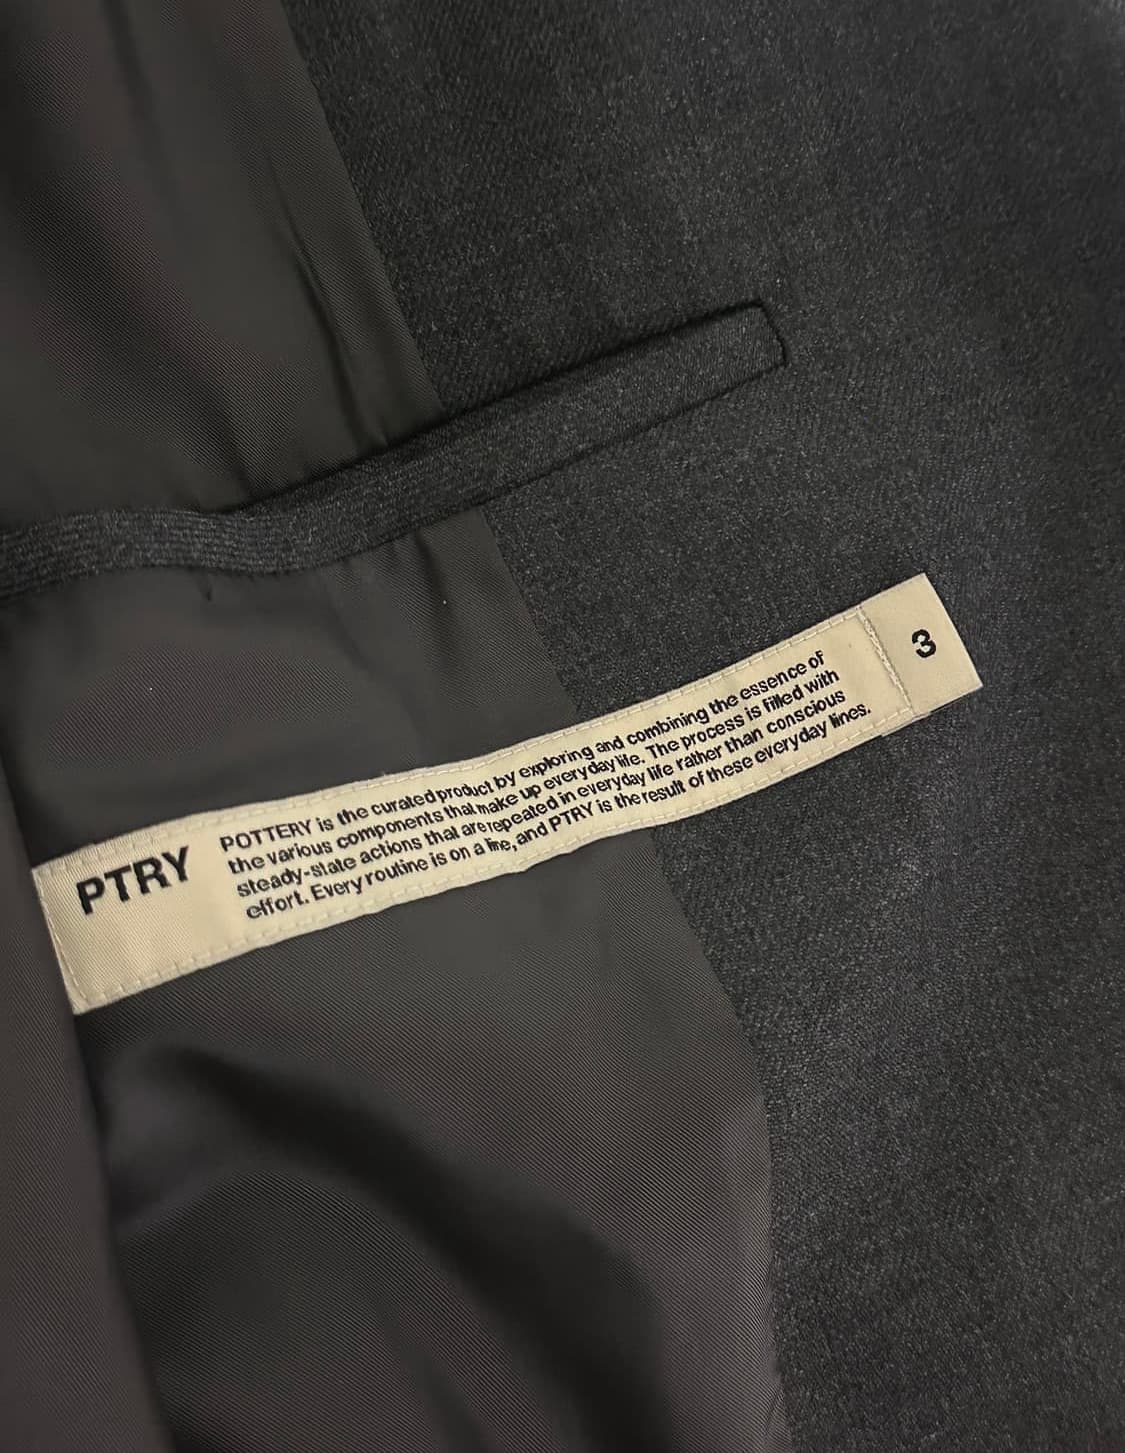 PTRY
POTTERY is the curated product by exploring and combining the essence of
the various components that make up everyday life. The process is filled with
steady-state actions that are repeated in everyday life rather than conscious
effort. Every routine is on a line, and PTRY is the result of these everyday lines.
3